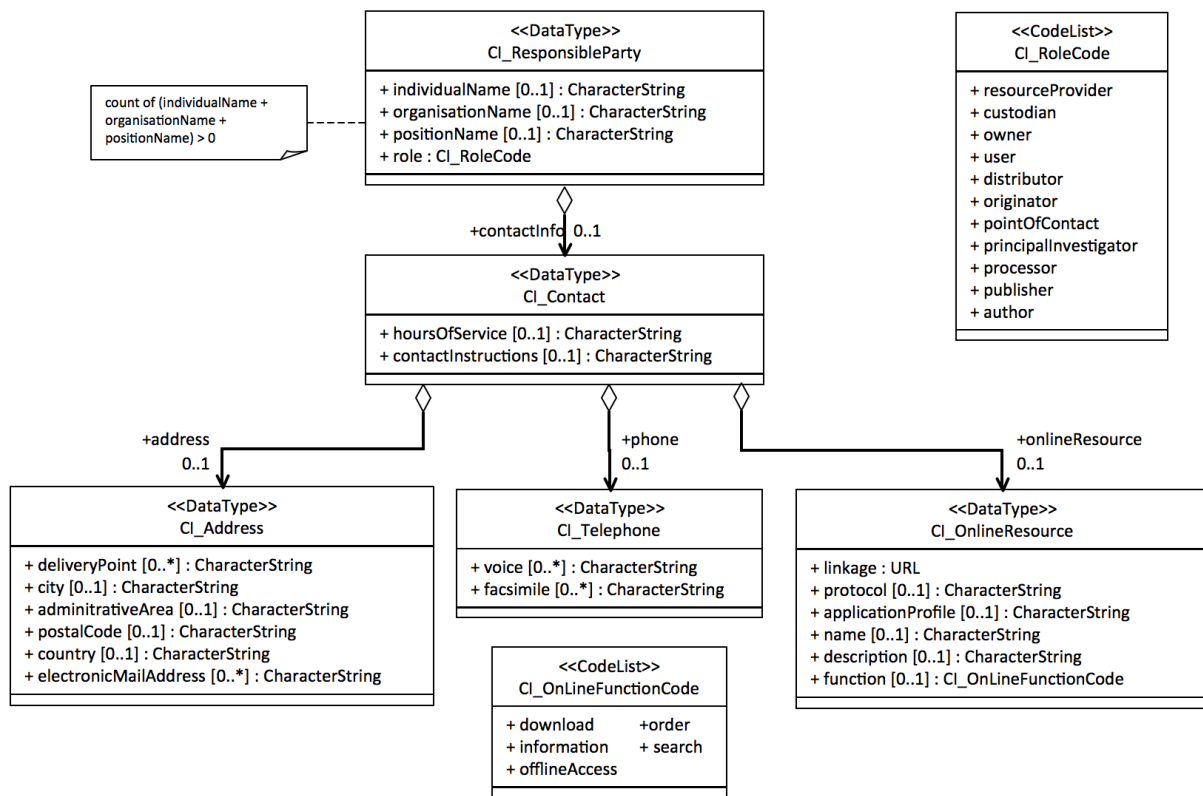 <<DataType>>
CI_ResponsibleParty
+ individualName [0..1] : CharacterString
+ organisationName [0..1] : CharacterString
+ positionName [0..1] : CharacterString
+ role : CI_RoleCode
count of (individualName +
organisationName +
positionName) > 0
<<CodeList>>
CI_RoleCode
+ resourceProvider
+ custodian
+ owner
+ user
+ distributor
+ originator
+ pointOfContact
+ principalInvestigator
+ processor
+ publisher
+ author
+contactInfo 0..1
<<DataType>>
CI_Contact
+ hoursOfService [0..1] : CharacterString
+ contactInstructions [0..1] : CharacterString
+address
0..1
+phone
0..1
+onlineResource
0..1
<<DataType>>
CI_Address
+ deliveryPoint [0..*] : CharacterString
+ city [0..1] : CharacterString
+ adminitrativeArea [0..1] : CharacterString
+ postalCode [0..1] : CharacterString
+ country [0..1] : CharacterString
+ electronicMailAddress [0..*] : CharacterString
<<DataType>>
CI_Telephone
+ voice [0..*] : CharacterString
+ facsimile [0..*] : CharacterString
<<DataType>>
CI_OnlineResource
+ linkage : URL
+ protocol [0..1] : CharacterString
+ applicationProfile [0..1] : CharacterString
+ name [0..1] : CharacterString
+ description [0..1] : CharacterString
+ function [0..1] : CI_OnLineFunctionCode
<<CodeList>>
CI_OnLineFunctionCode
+ download +order
+ information + search
+ offlineAccess